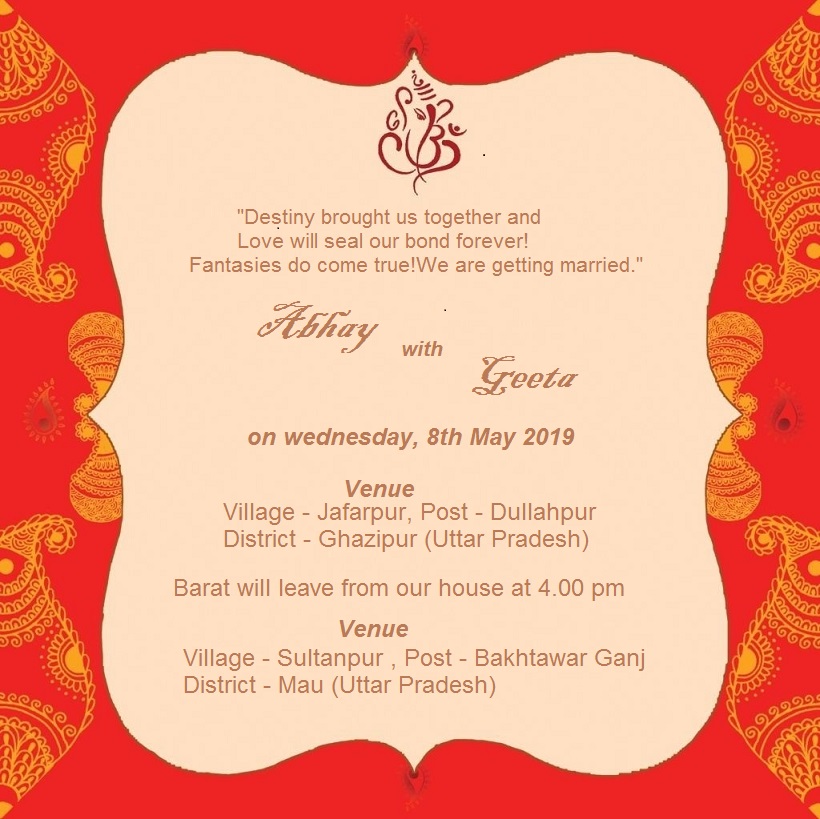 "Destiny brought us together and
Love will seal our bond forever!
Fantasies do come true!We are getting married."
Abhay
with
Geeta
on wednesday, 8th May 2019
Venue
Village - Jafarpur, Post - Dullahpur
District - Ghazipur (Uttar Pradesh)
Barat will leave from our house at 4.00 pm
Venue
Village - Sultanpur , Post - Bakhtawar Ganj
District - Mau (Uttar Pradesh)